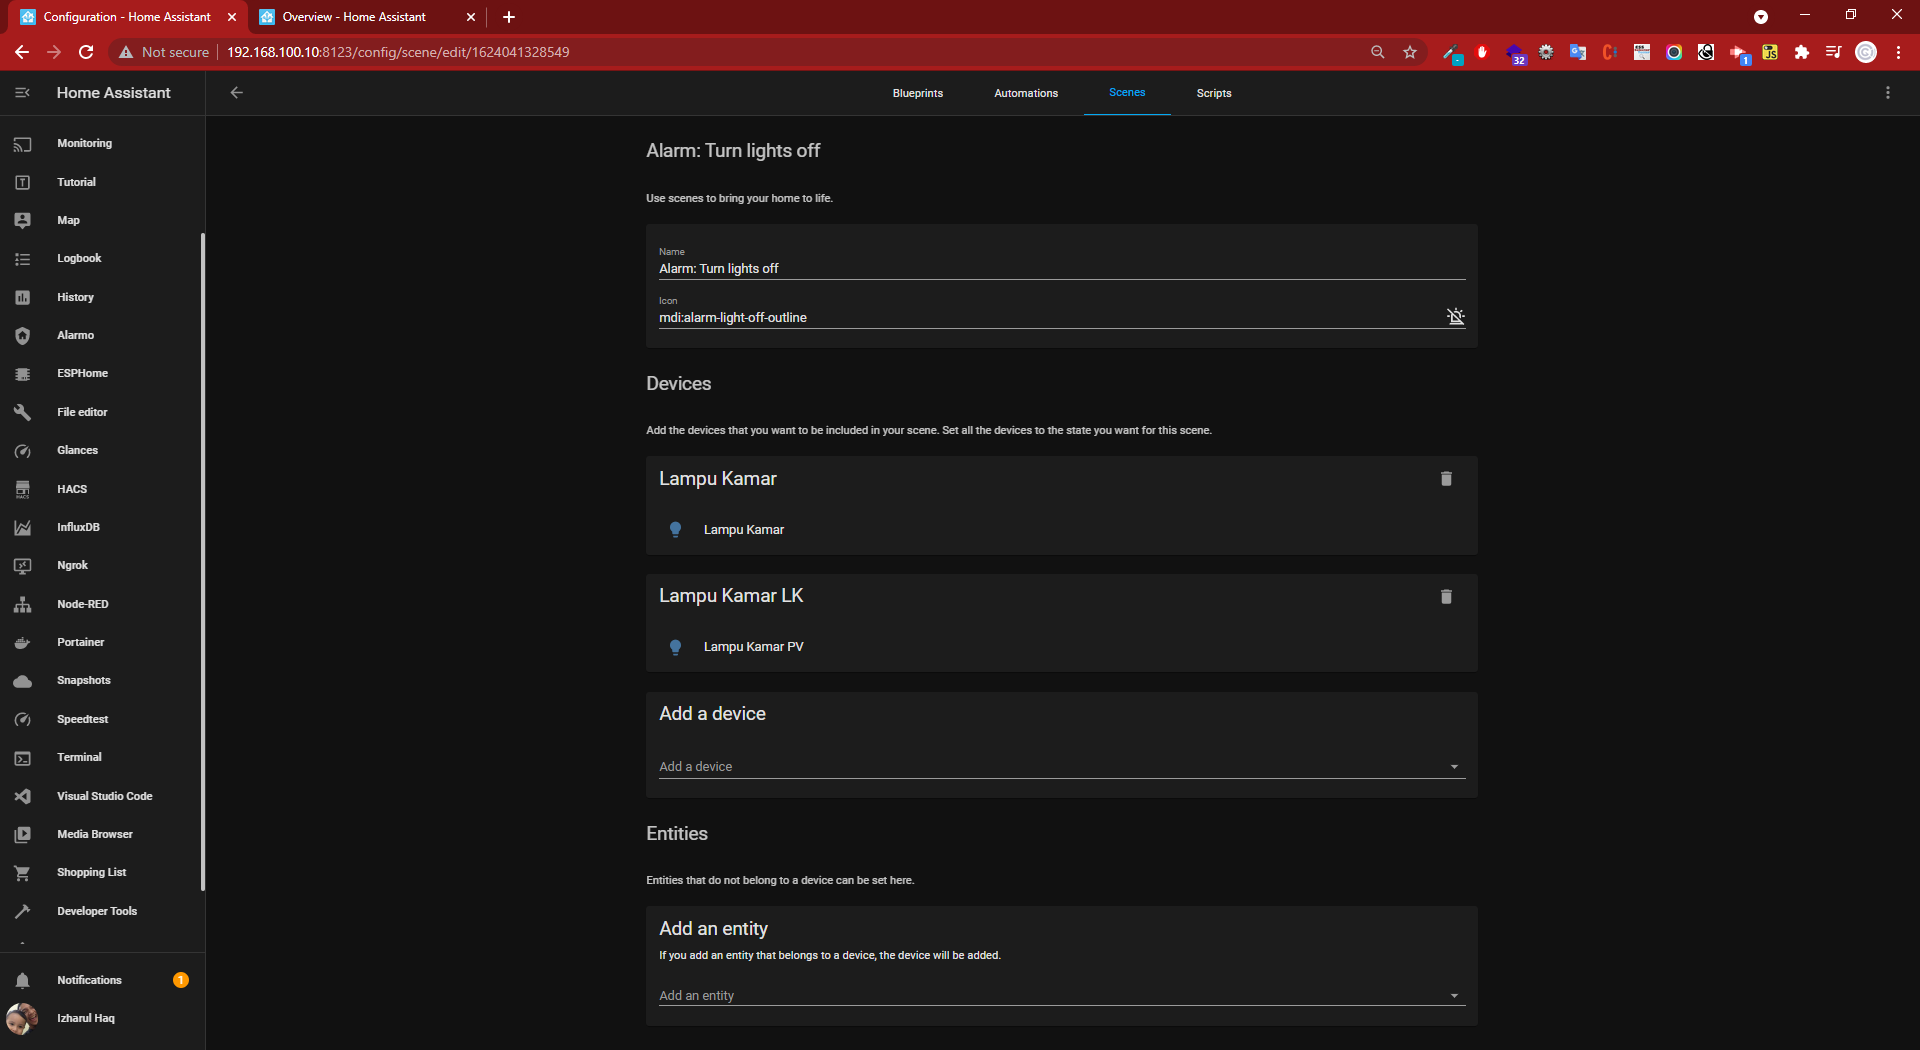 Configuration - Home Assistant
Overview - Home Assistant
Not secure
192.168.100.10:8123/config/scene/edit/1624041328549
32
1
JS
Home Assistant
Blueprints
Automations
Scenes
Scripts
Monitoring
Tutorial
Map
Logbook
History
Alarmo
ESPHome
File editor
Glances
HACS
InfluxDB
Ngrok
Node-RED
Portainer
Snapshots
Speedtest
Terminal
Visual Studio Code
Media Browser
Shopping List
Developer Tools
Notifications
1
Izharul Haq
Alarm: Turn lights off
Use scenes to bring your home to life.
Name
Alarm: Turn lights off
Icon
mdi:alarm-light-off-outline
Devices
Add the devices that you want to be included in your scene. Set all the devices to the state you want for this scene.
Lampu Kamar
Lampu Kamar
Lampu Kamar LK
Lampu Kamar PV
Add a device
Add a device
Entities
Entities that do not belong to a device can be set here.
Add an entity
If you add an entity that belongs to a device, the device will be added.
Add an entity